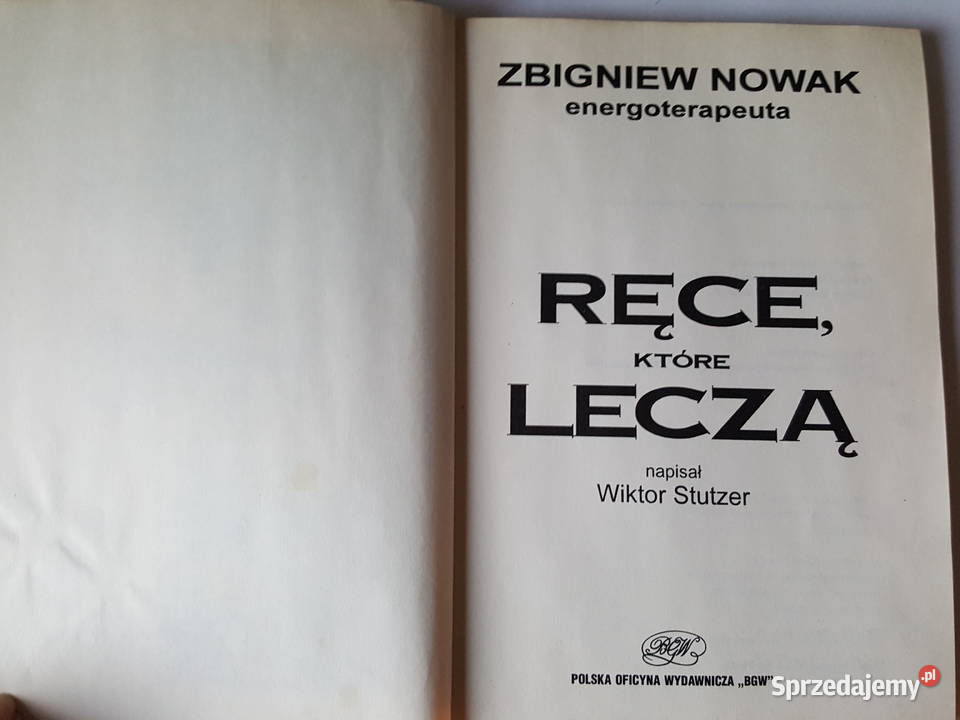 ZBIGNIEW NOWAK
energoterapeuta
RĘCE,
KTÓRE
LECZĄ
napisał
Wiktor Stutzer
BGW
POLSKA OFICYNA WYDAWNICZA „BGW"
Sprzedajemy.pl